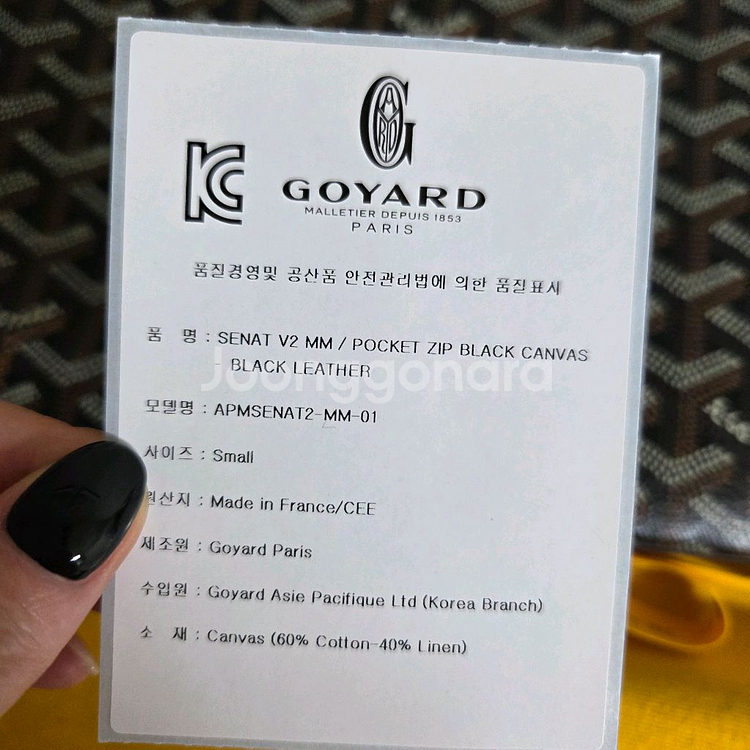 KC
GOYARD
MALLETIER DEPUIS 1853
PARIS
품질경영및 공산품 안전관리법에 의한 품질표시
품 명 : SENAT V2 MM / POCKET ZIP BLACK CANVAS
- BLACK LEATHER
Joonggonara
모델명 : APMSENAT2-MM-01
사이즈 : Small
원산지 : Made in France/CEE
제조원 : Goyard Paris
수입원 : Goyard Asie Pacifique Ltd (Korea Branch)
소 재 : Canvas (60% Cotton-40% Linen)